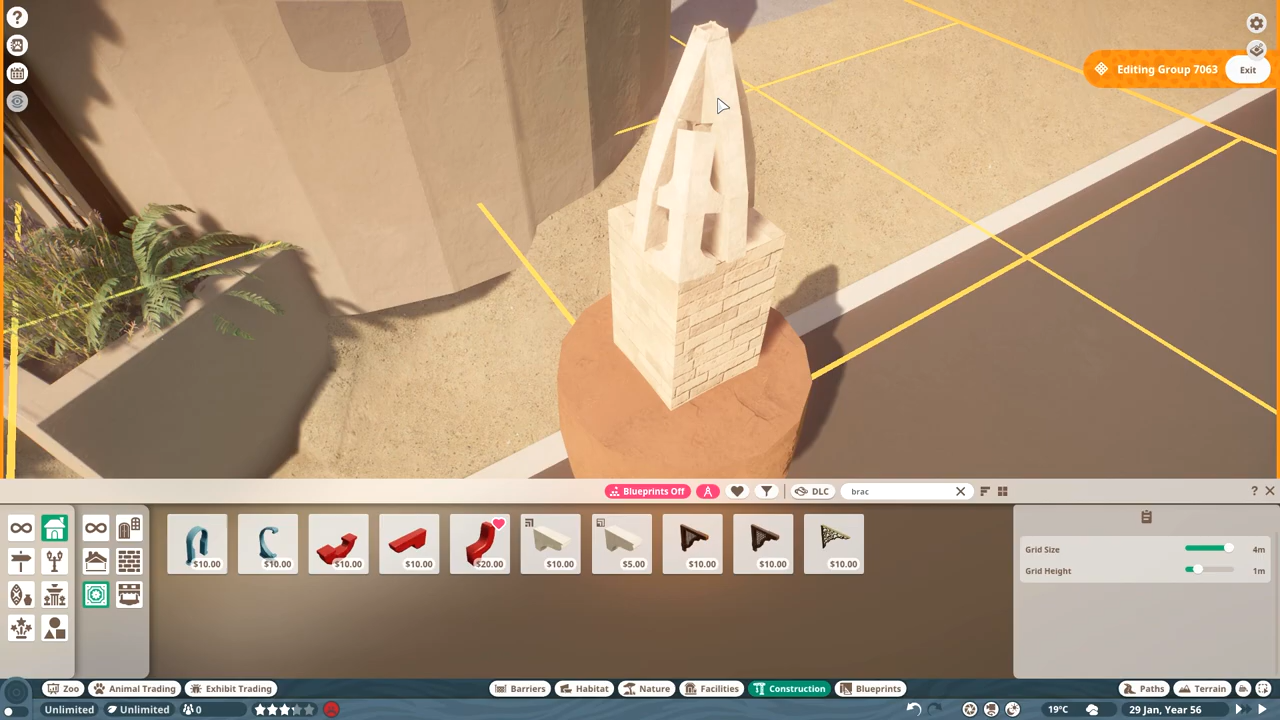 Editing Group 7063
Exit
Blueprints Off
DLC
brac
?
$10.00
$10.00
$10.00
$10.00
$20.00
$10.00
$5.00
$10.00
$10.00
$10.00
Grid Size
4m
Grid Height
1m
Zoo
Animal Trading
Exhibit Trading
Barriers
Habitat
Nature
Facilities
Construction
Blueprints
Paths
Terrain
Unlimited
Unlimited
0
19°C
29 Jan, Year 56